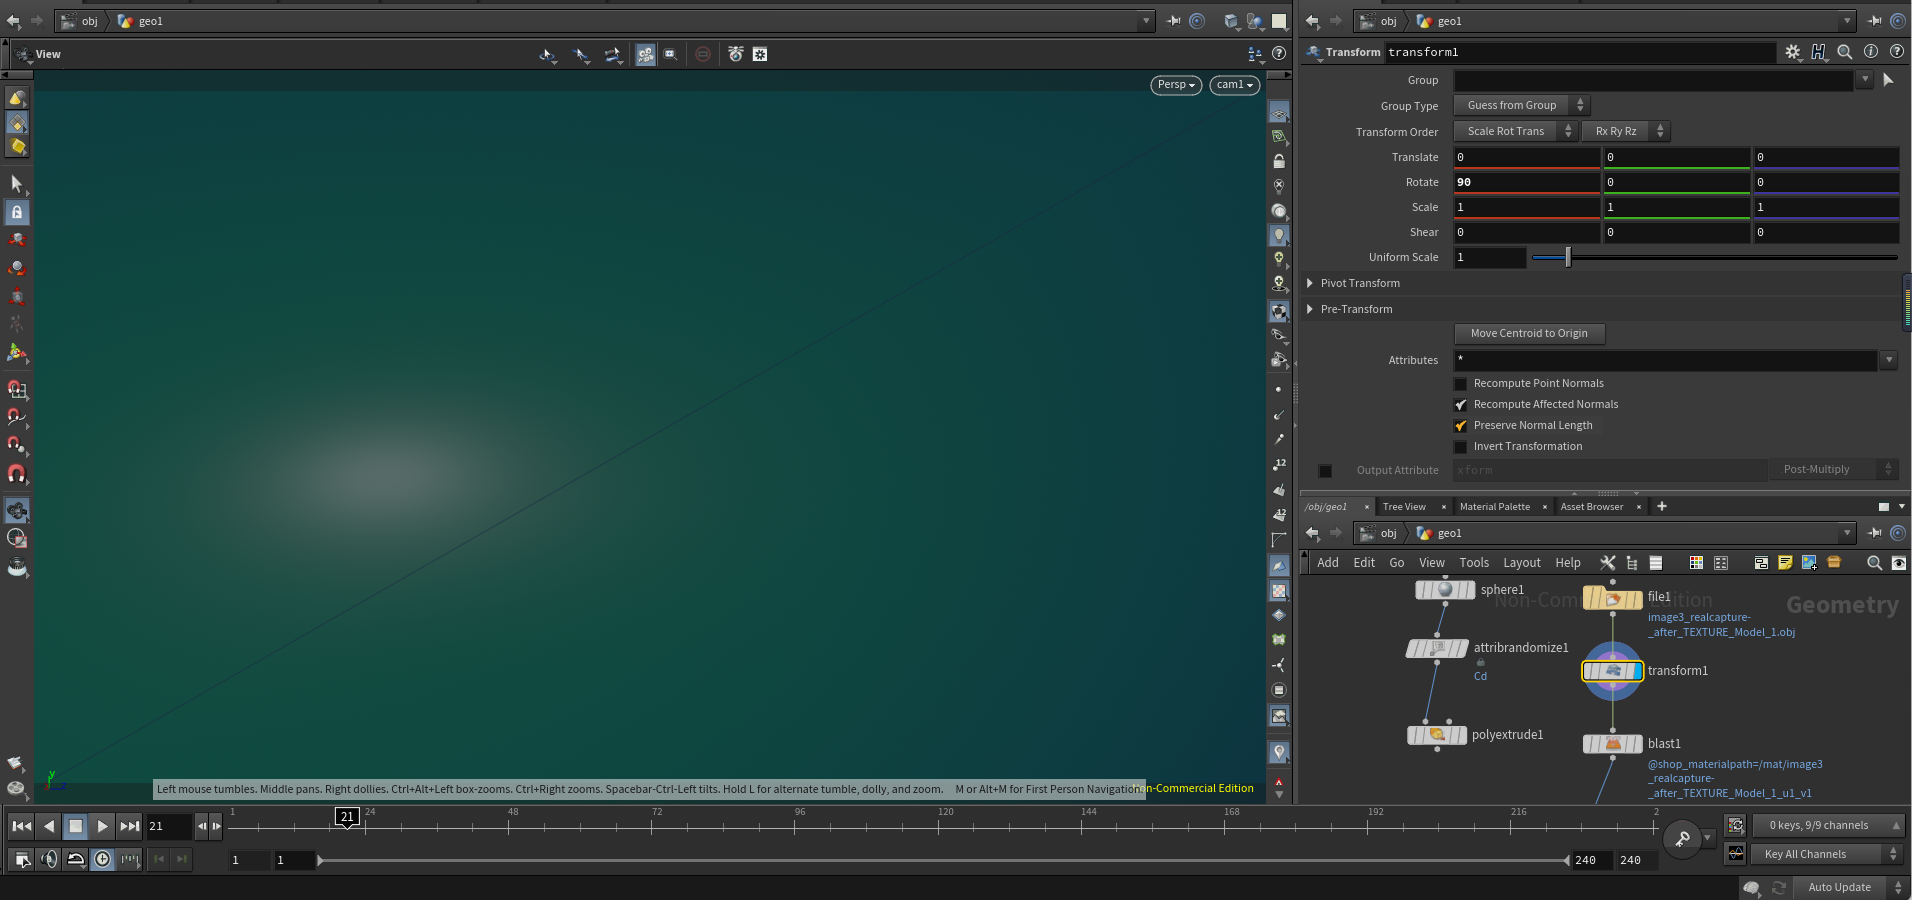 obj geo1
View
Persp cam1
Left mouse tumbles. Middle pans. Right dollies. Ctrl+Alt+Left box-zooms. Ctrl+Right zooms. Spacebar-Ctrl-Left tilts. Hold L for alternate tumble, dolly, and zoom. M or Alt+M for First Person Navigation
on-Commercial Edition
y
12
12
obj geo1
Transform transform1
Group
Group Type Guess from Group
Transform Order Scale Rot Trans Rx Ry Rz
Translate 0 0 0
Rotate 90 0 0
Scale 1 1 1
Shear 0 0 0
Uniform Scale 1
Pivot Transform
Pre-Transform
Move Centroid to Origin
Attributes *
Recompute Point Normals
Recompute Affected Normals
Preserve Normal Length
Invert Transformation
Output Attribute xform Post-Multiply
/obj/geo1 × Tree View × Material Palette × Asset Browser ×
obj geo1
Add Edit Go View Tools Layout Help
Non-Comm Edition
Geometry
sphere1
attribrandomize1
Cd
polyextrude1
file1
image3_realcapture-
_after_TEXTURE_Model_1.obj
transform1
blast1
@shop_materialpath=/mat/image3
_realcapture-
_after_TEXTURE_Model_1_u1_v1
21
1 21 24 48 72 96 120 144 168 192 216 2
1 1 240 240
0 keys, 9/9 channels
Key All Channels
Auto Update